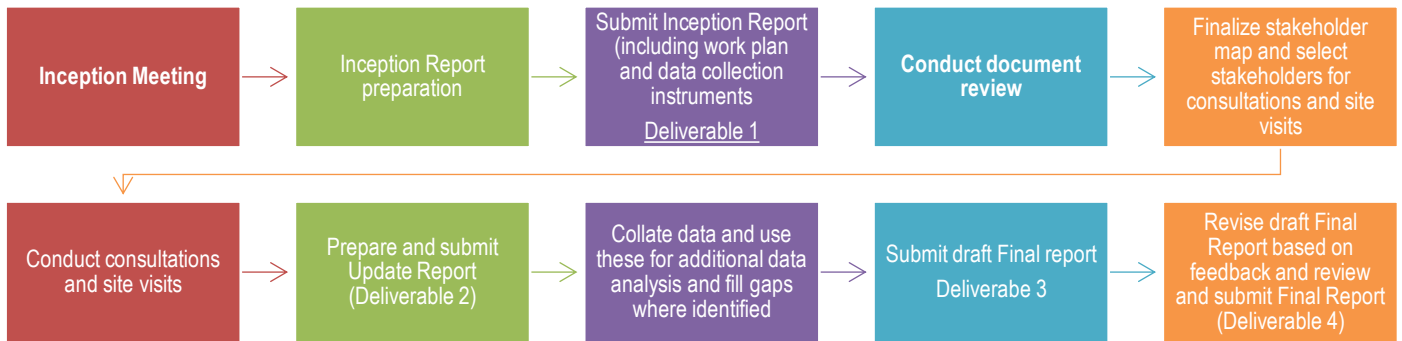 Inception Meeting
Inception Report
preparation
Submit Inception Report
(including work plan
and data collection
instruments
Deliverable 1
Conduct document
review
Finalize stakeholder
map and select
stakeholders for
consultations and site
visits
Conduct consultations
and site visits
Prepare and submit
Update Report
(Deliverable 2)
Collate data and use
these for additional data
analysis and fill gaps
where identified
Submit draft Final report
Deliverabe 3
Revise draft Final
Report based on
feedback and review
and submit Final Report
(Deliverable 4)